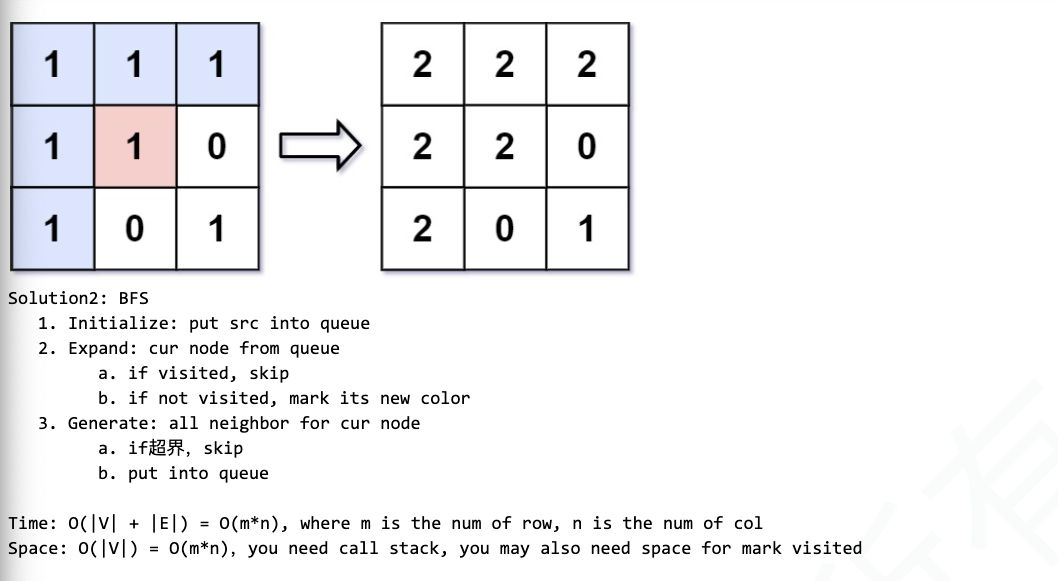 1 1 1 2 2 2
1 1 0 2 2 0
1 0 1 2 0 1
Solution2: BFS
1. Initialize: put src into queue
2. Expand: cur node from queue
a. if visited, skip
b. if not visited, mark its new color
3. Generate: all neighbor for cur node
a. if超界, skip
b. put into queue
Time: O(|V| + |E|) = O(m*n), where m is the num of row, n is the num of col
Space: O(|V|) = O(m*n), you need call stack, you may also need space for mark visited